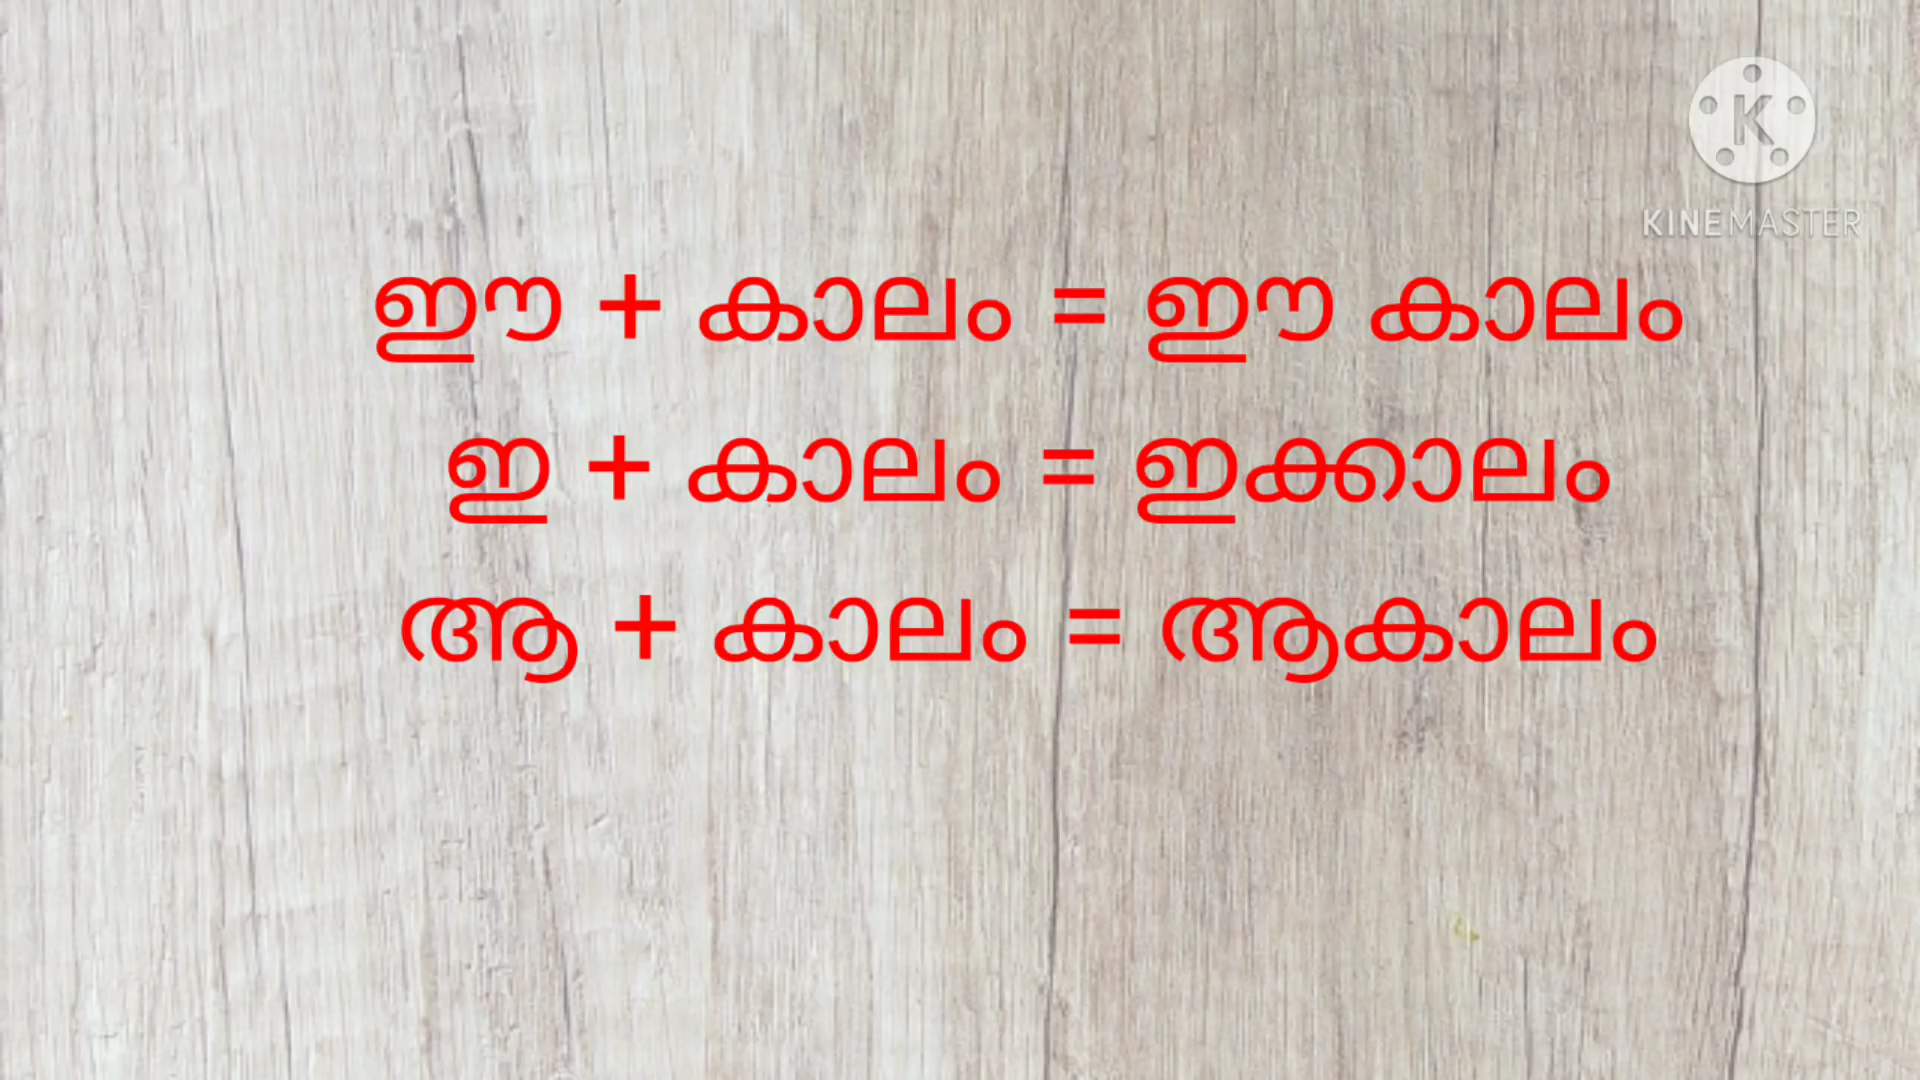 KINEMASTER
ഈ + കാലം = ഈ കാലം
ഇ + കാലം = ഇക്കാലം
ആ + കാലം = ആകാലം